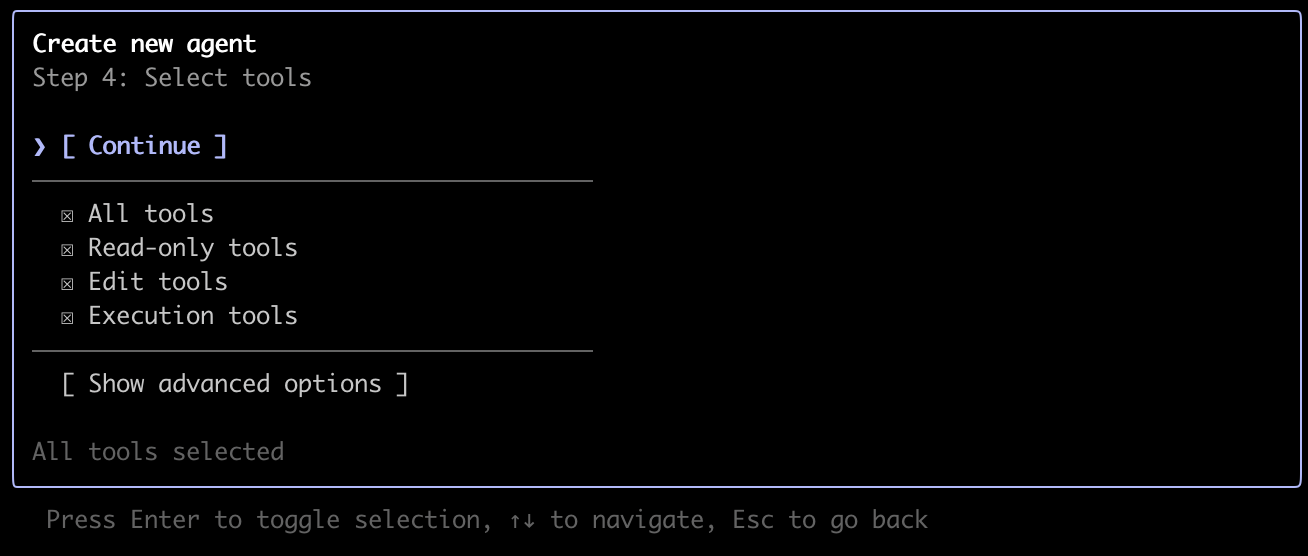 Create new agent
Step 4: Select tools
❯ [ Continue ]
☒ All tools
☒ Read-only tools
☒ Edit tools
☒ Execution tools
[ Show advanced options ]
All tools selected
Press Enter to toggle selection, ↑↓ to navigate, Esc to go back